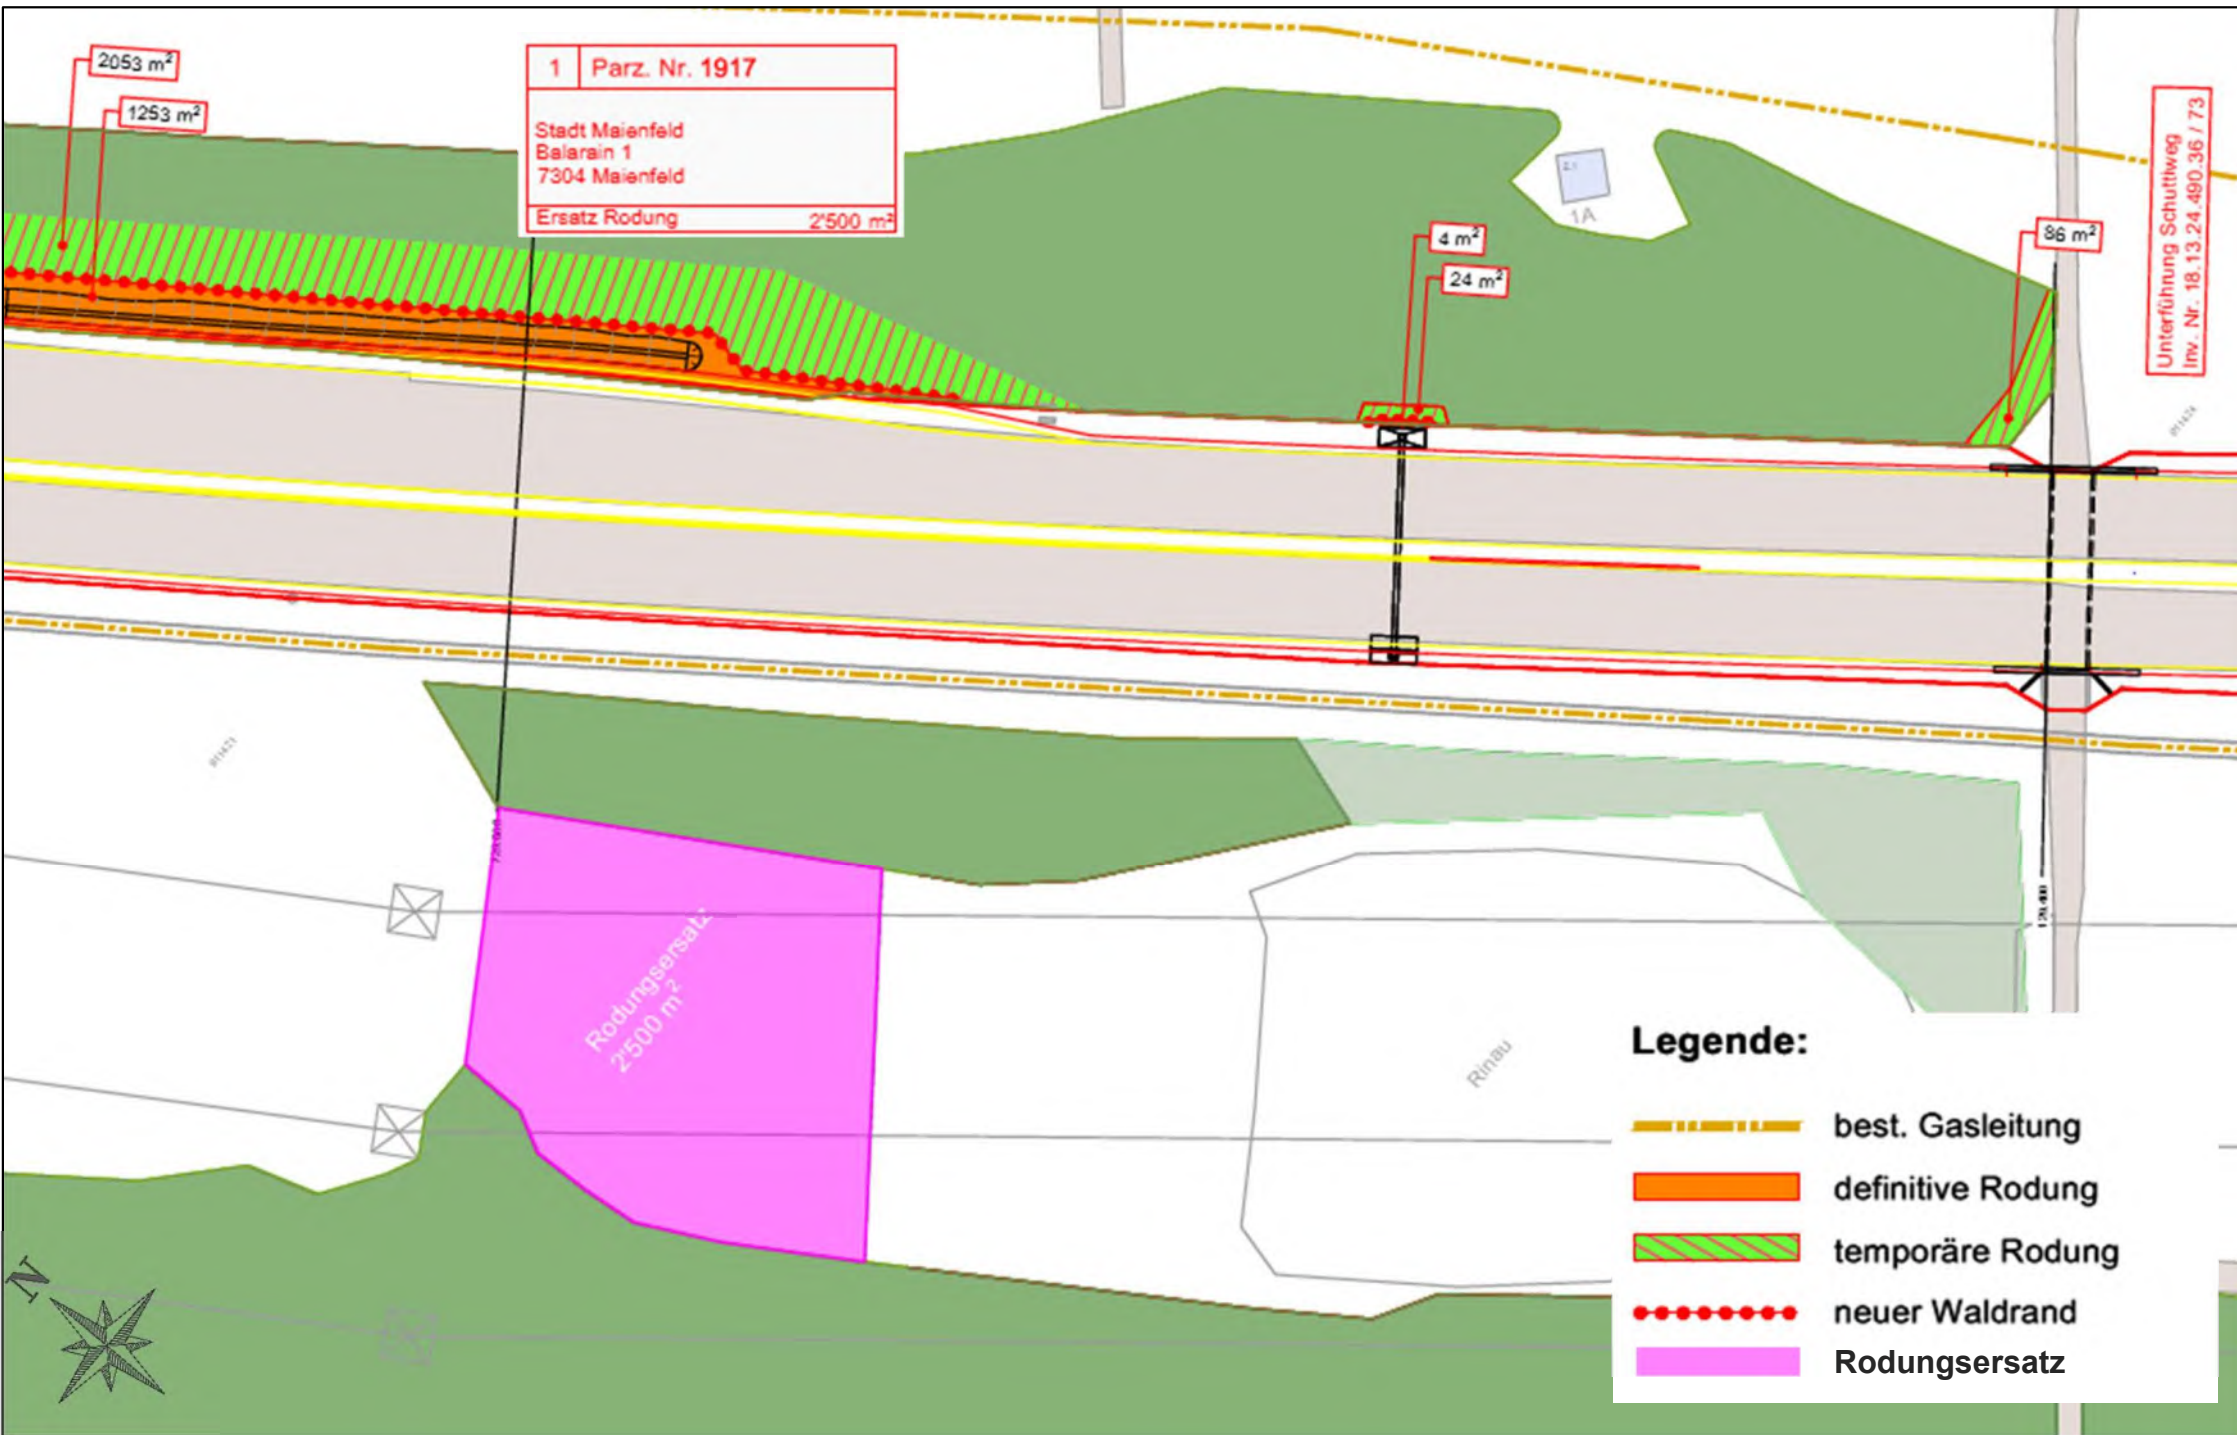 2053 m²
1253 m²
1 Parz. Nr. 1917
Stadt Maienfeld
Balarain 1
7304 Maienfeld
Ersatz Rodung 2'500 m²
1A
4 m²
24 m²
86 m²
Unterführung Schuttlweg
Inv. Nr. 18.13.24.490.36 / 73
Rodungsersatz
2'500 m²
Rinau
N
Legende:
best. Gasleitung
definitive Rodung
temporäre Rodung
neuer Waldrand
Rodungsersatz